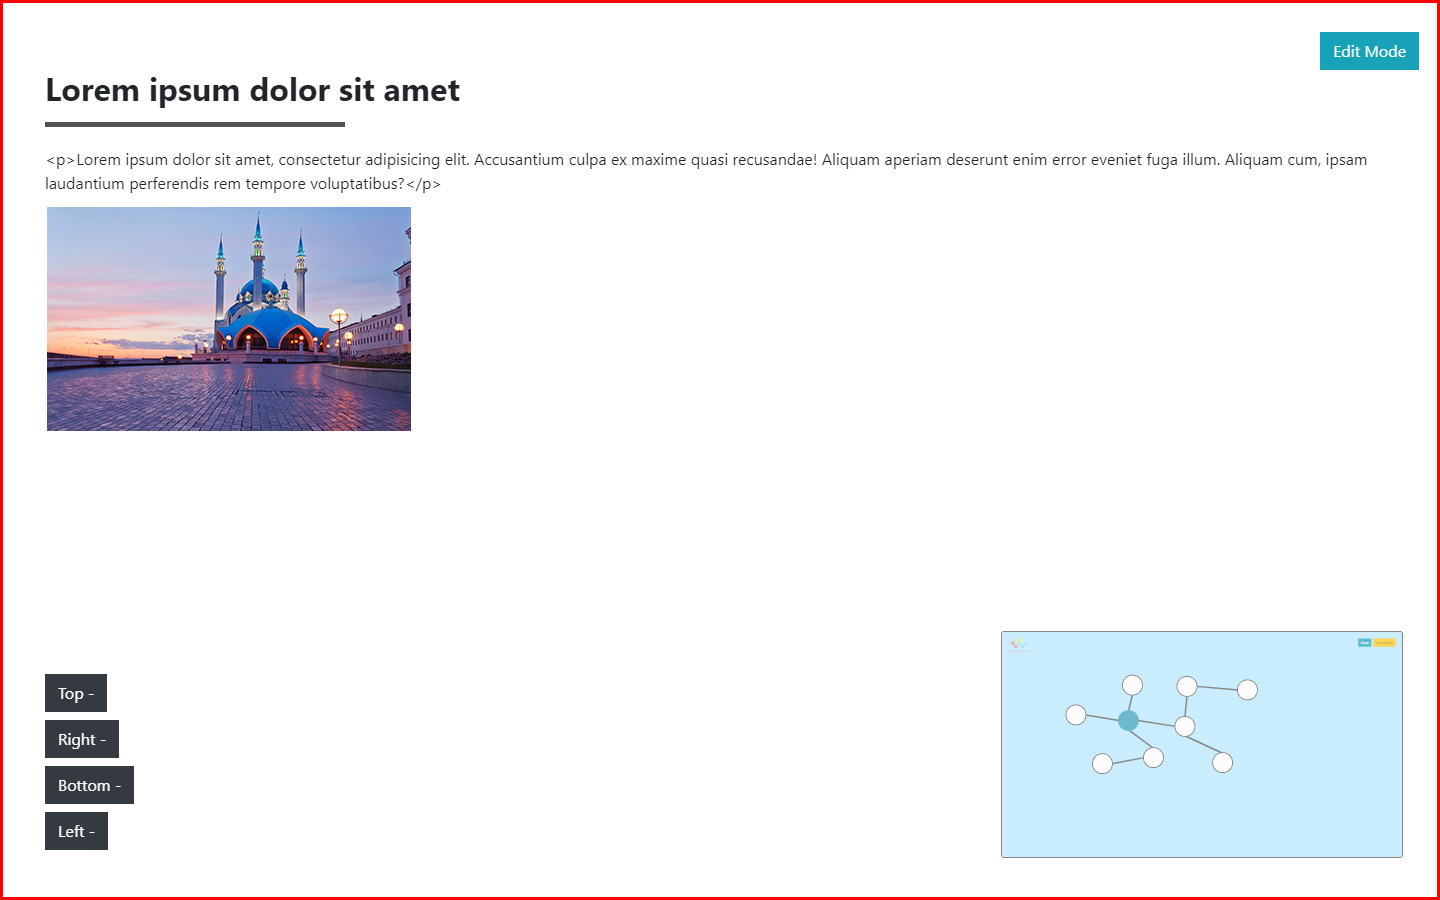 Edit Mode
Lorem ipsum dolor sit amet
<p>Lorem ipsum dolor sit amet, consectetur adipisicing elit. Accusantium culpa ex maxime quasi recusandae! Aliquam aperiam deserunt enim error eveniet fuga illum. Aliquam cum, ipsam
laudantium perferendis rem tempore voluptatibus?</p>
Top -
Right -
Bottom -
Left -